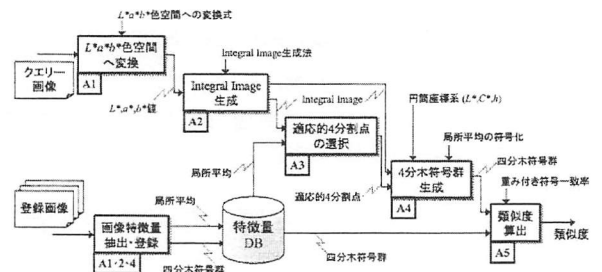 L*a*b*色空間への変換式
L*a*b*色空間
へ変換
A1
クエリー
画像
L*,a*,b*値
Integral Image生成法
Integral Image
生成
A2
Integral Image
適応的4分割点
の選択
A3
円筒座標系 (L*,C*,h)
局所平均の符号化
4分木符号群
生成
A4
四分木符号群
重み付き符号一致率
局所平均
適応的4分割点
登録画像
画像特徴量
抽出・登録
A1・2・4
局所平均
四分木符号群
特徴量
DB
四分木符号群
類似度
算出
A5
類似度